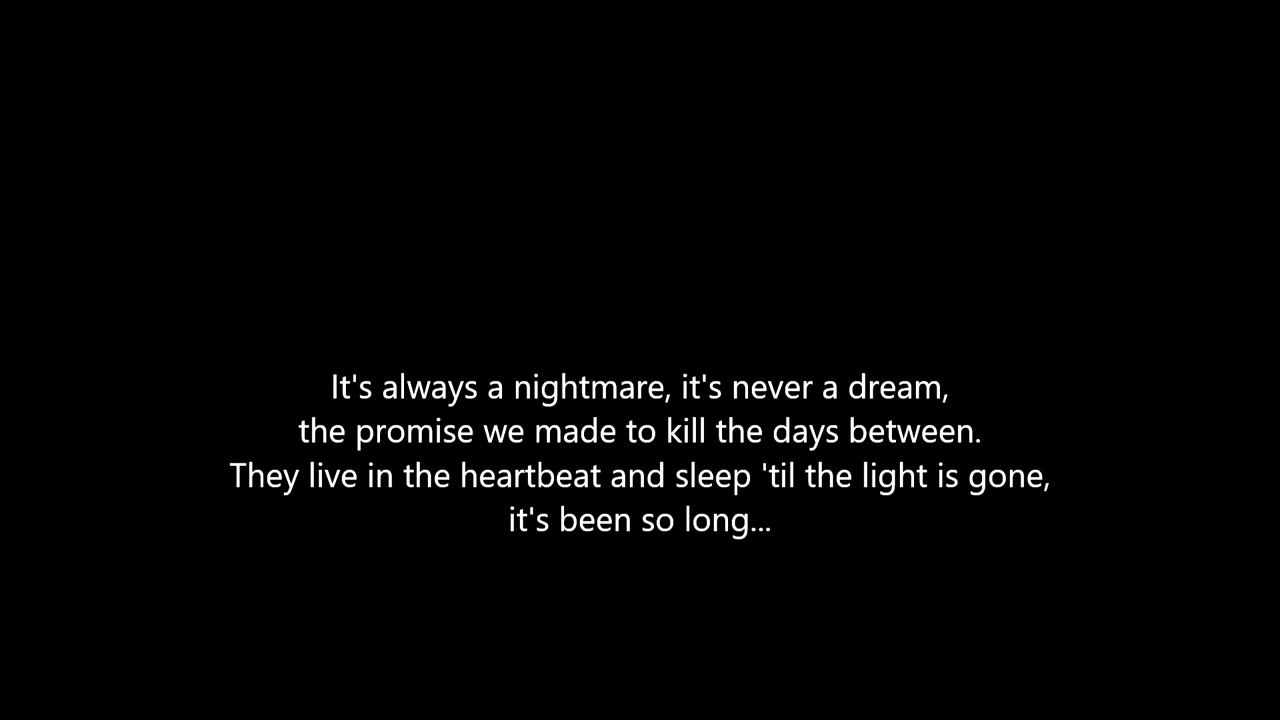 It's always a nightmare, it's never a dream,
the promise we made to kill the days between.
They live in the heartbeat and sleep 'til the light is gone,
it's been so long...